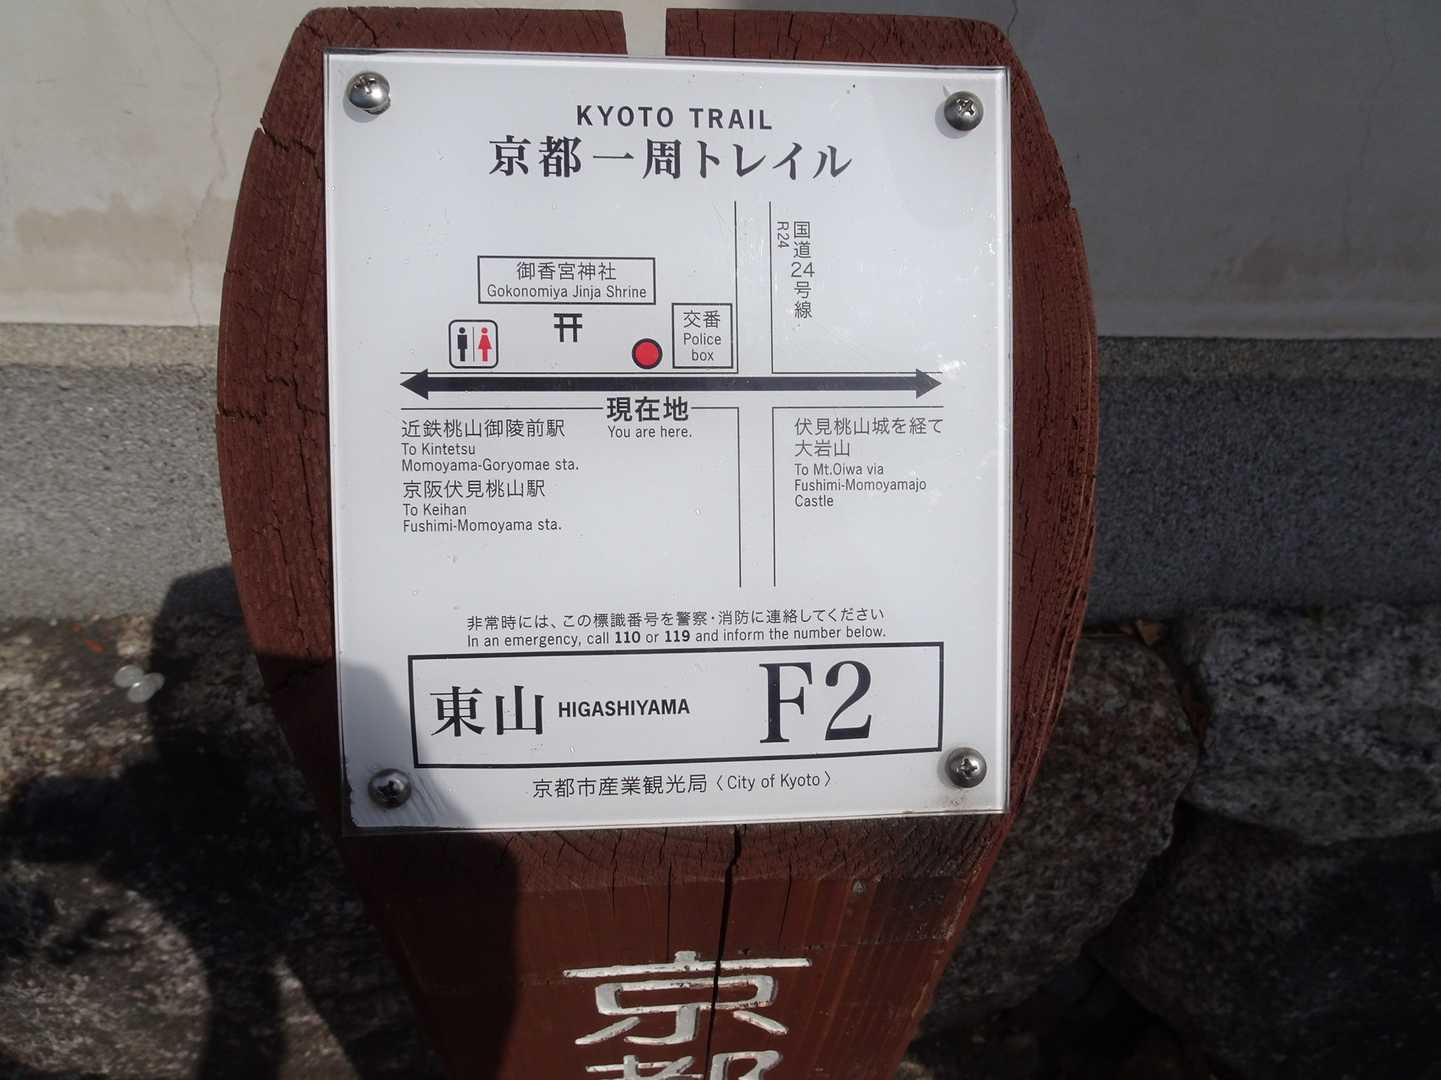 KYOTO TRAIL
京都一周トレイル
国道24号線
R24
御香宮神社
Gokonomiya Jinja Shrine
交番
Police
box
現在地
You are here.
近鉄桃山御陵前駅
To Kintetsu
Momoyama-Goryomae sta.
京阪伏見桃山駅
To Keihan
Fushimi-Momoyama sta.
伏見桃山城を経て
大岩山
To Mt.Oiwa via
Fushimi-Momoyamajo
Castle
非常時には、この標識番号を警察・消防に連絡してください
In an emergency, call 110 or 119 and inform the number below.
東山 HIGASHIYAMA F2
京都市産業観光局〈City of Kyoto〉
京
都